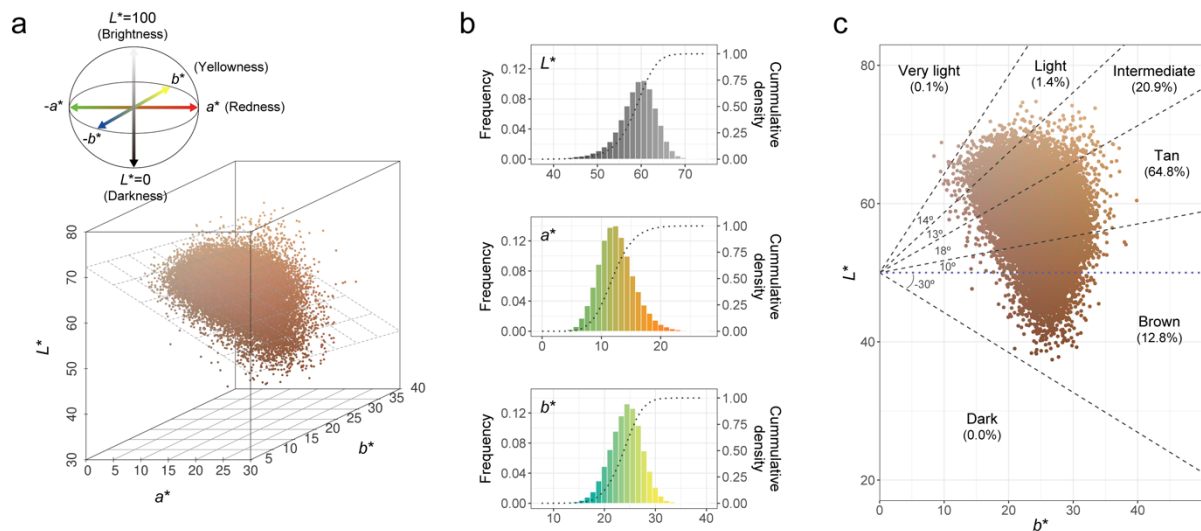 a
L*=100
(Brightness)
(Yellowness)
b*
-a*
a* (Redness)
-b*
L*=0
(Darkness)
80
70
60
50
40
30
L*
0 5 10 15 20 25 30
a*
5 10 15 20 25 30 35 40
b*
b
L*
Frequency
0.12
0.08
0.04
0.00
1.00
0.75
0.50
0.25
0.00
Cummulative
density
40 50 60 70
a*
Frequency
0.12
0.08
0.04
0.00
1.00
0.75
0.50
0.25
0.00
Cummulative
density
0 10 20
b*
Frequency
0.12
0.08
0.04
0.00
1.00
0.75
0.50
0.25
0.00
Cummulative
density
10 20 30 40
c
Very light
(0.1%)
Light
(1.4%)
Intermediate
(20.9%)
Tan
(64.8%)
Brown
(12.8%)
Dark
(0.0%)
14º
13º
18º
10º
-30º
80
60
40
20
L*
0 10 20 30 40
b*